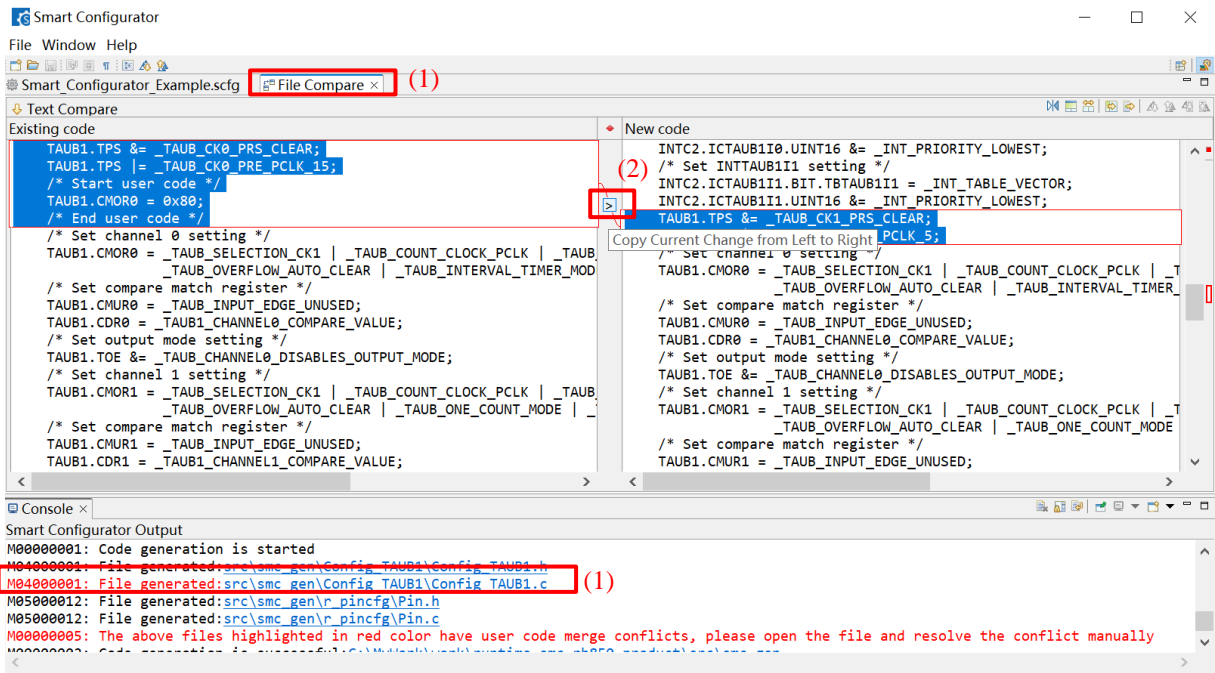 Smart Configurator
File Window Help
Smart_Configurator_Example.scfg
File Compare
(1)
Text Compare
Existing code
New code
TAUB1.TPS &= _TAUB_CK0_PRS_CLEAR;
TAUB1.TPS |= _TAUB_CK0_PRE_PCLK_15;
/* Start user code */
TAUB1.CMOR0 = 0x80;
/* End user code */
/* Set channel 0 setting */
TAUB1.CMOR0 = _TAUB_SELECTION_CK1 | _TAUB_COUNT_CLOCK_PCLK | _TAUB_
_TAUB_OVERFLOW_AUTO_CLEAR | _TAUB_INTERVAL_TIMER_MOD
/* Set compare match register */
TAUB1.CMUR0 = _TAUB_INPUT_EDGE_UNUSED;
TAUB1.CDR0 = _TAUB1_CHANNEL0_COMPARE_VALUE;
/* Set output mode setting */
TAUB1.TOE &= _TAUB_CHANNEL0_DISABLES_OUTPUT_MODE;
/* Set channel 1 setting */
TAUB1.CMOR1 = _TAUB_SELECTION_CK1 | _TAUB_COUNT_CLOCK_PCLK | _TAUB_
_TAUB_OVERFLOW_AUTO_CLEAR | _TAUB_ONE_COUNT_MODE |
/* Set compare match register */
TAUB1.CMUR1 = _TAUB_INPUT_EDGE_UNUSED;
TAUB1.CDR1 = _TAUB1_CHANNEL1_COMPARE_VALUE;
(2)
>
Copy Current Change from Left to Right
INTC2.ICTAUB1I0.UINT16 &= _INT_PRIORITY_LOWEST;
/* Set INTTAUB1I1 setting */
INTC2.ICTAUB1I1.BIT.TBTAUB1I1 = _INT_TABLE_VECTOR;
INTC2.ICTAUB1I1.UINT16 &= _INT_PRIORITY_LOWEST;
TAUB1.TPS &= _TAUB_CK1_PRS_CLEAR;
_PCLK_5;
/* Set channel 0 setting */
TAUB1.CMOR0 = _TAUB_SELECTION_CK1 | _TAUB_COUNT_CLOCK_PCLK | _T
_TAUB_OVERFLOW_AUTO_CLEAR | _TAUB_INTERVAL_TIMER_
/* Set compare match register */
TAUB1.CMUR0 = _TAUB_INPUT_EDGE_UNUSED;
TAUB1.CDR0 = _TAUB1_CHANNEL0_COMPARE_VALUE;
/* Set output mode setting */
TAUB1.TOE &= _TAUB_CHANNEL0_DISABLES_OUTPUT_MODE;
/* Set channel 1 setting */
TAUB1.CMOR1 = _TAUB_SELECTION_CK1 | _TAUB_COUNT_CLOCK_PCLK | _T
_TAUB_OVERFLOW_AUTO_CLEAR | _TAUB_ONE_COUNT_MODE
/* Set compare match register */
TAUB1.CMUR1 = _TAUB_INPUT_EDGE_UNUSED;
Console
Smart Configurator Output
M00000001: Code generation is started
M04000001: File generated:src\smc_gen\Config_TAUB1\Config_TAUB1.h
M04000001: File generated:src\smc_gen\Config_TAUB1\Config_TAUB1.c
(1)
M05000012: File generated:src\smc_gen\r_pincfg\Pin.h
M05000012: File generated:src\smc_gen\r_pincfg\Pin.c
M00000005: The above files highlighted in red color have user code merge conflicts, please open the file and resolve the conflict manually